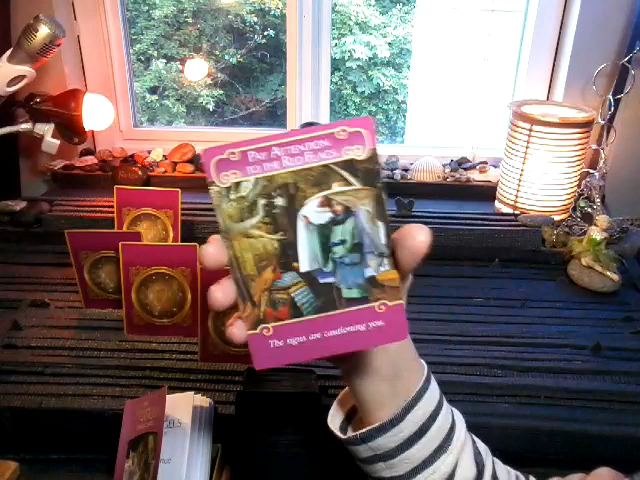 PAY ATTENTION
TO THE RED FLAGS
The signs are cautioning you.